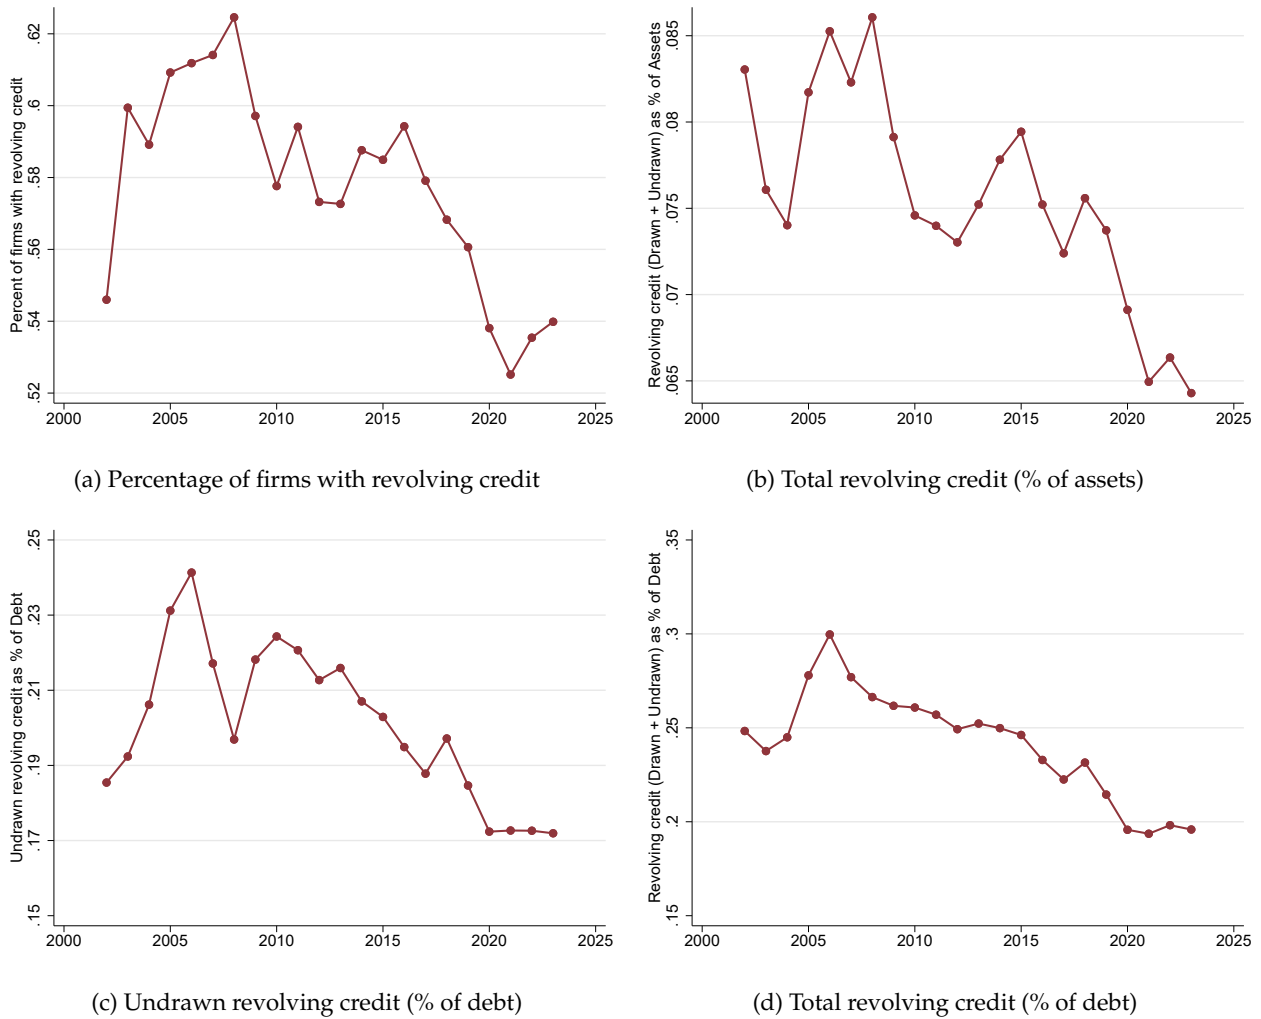 Percent of firms with revolving credit
.62
.6
.58
.56
.54
.52
2000 2005 2010 2015 2020 2025
(a) Percentage of firms with revolving credit
Revolving credit (Drawn + Undrawn) as % of Assets
.085
.08
.075
.07
.065
2000 2005 2010 2015 2020 2025
(b) Total revolving credit (% of assets)
Undrawn revolving credit as % of Debt
.25
.23
.21
.19
.17
.15
2000 2005 2010 2015 2020 2025
(c) Undrawn revolving credit (% of debt)
Revolving credit (Drawn + Undrawn) as % of Debt
.35
.3
.25
.2
.15
2000 2005 2010 2015 2020 2025
(d) Total revolving credit (% of debt)